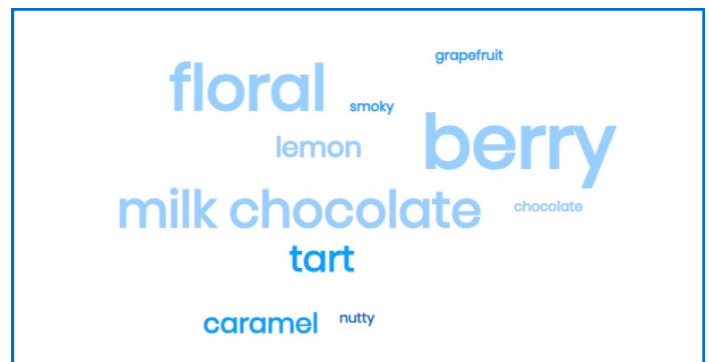 grapefruit
floral
smoky
berry
lemon
milk chocolate
chocolate
tart
caramel
nutty